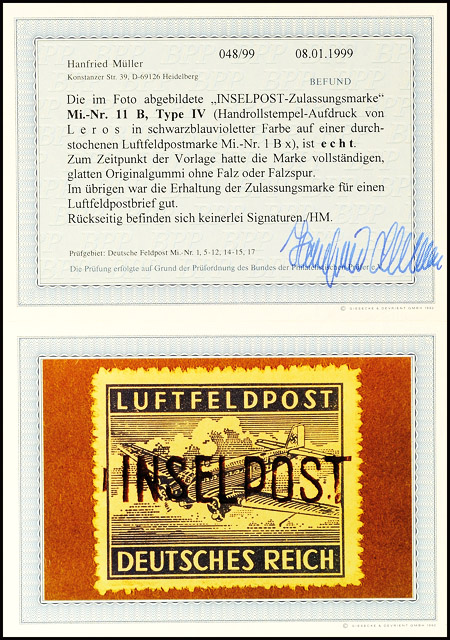 048/99 08.01.1999
Hanfried Müller
Konstanzer Str. 39, D-69126 Heidelberg
BEFUND
Die im Foto abgebildete „INSELPOST-Zulassungsmarke“
Mi.-Nr. 11 B, Type IV (Handrollstempel-Aufdruck von
L e r o s in schwarzblauvioletter Farbe auf einer durch-
stochenen Luftfeldpostmarke Mi.-Nr. 1 B x), ist e c h t.
Zum Zeitpunkt der Vorlage hatte die Marke vollständigen,
glatten Originalgummi ohne Falz oder Falzspur.
Im übrigen war die Erhaltung der Zulassungsmarke für einen
Luftfeldpostbrief gut.
Rückseitig befinden sich keinerlei Signaturen./HM.
Prüfgebiet: Deutsche Feldpost Mi.-Nr. 1, 5-12, 14-15, 17
Die Prüfung erfolgte auf Grund der Prüfordnung des Bundes der Philatelistischen Prüfer e.V.
LUFTFELDPOST
INSELPOST
DEUTSCHES REICH